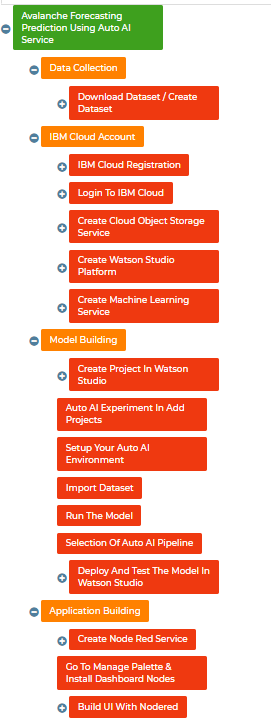 Avalanche Forecasting
Prediction Using Auto AI
Service
Data Collection
Download Dataset / Create
Dataset
IBM Cloud Account
IBM Cloud Registration
Login To IBM Cloud
Create Cloud Object Storage
Service
Create Watson Studio
Platform
Create Machine Learning
Service
Model Building
Create Project In Watson
Studio
Auto AI Experiment In Add
Projects
Setup Your Auto AI
Environment
Import Dataset
Run The Model
Selection Of Auto AI Pipeline
Deploy And Test The Model In
Watson Studio
Application Building
Create Node Red Service
Go To Manage Palette &
Install Dashboard Nodes
Build UI With Nodered